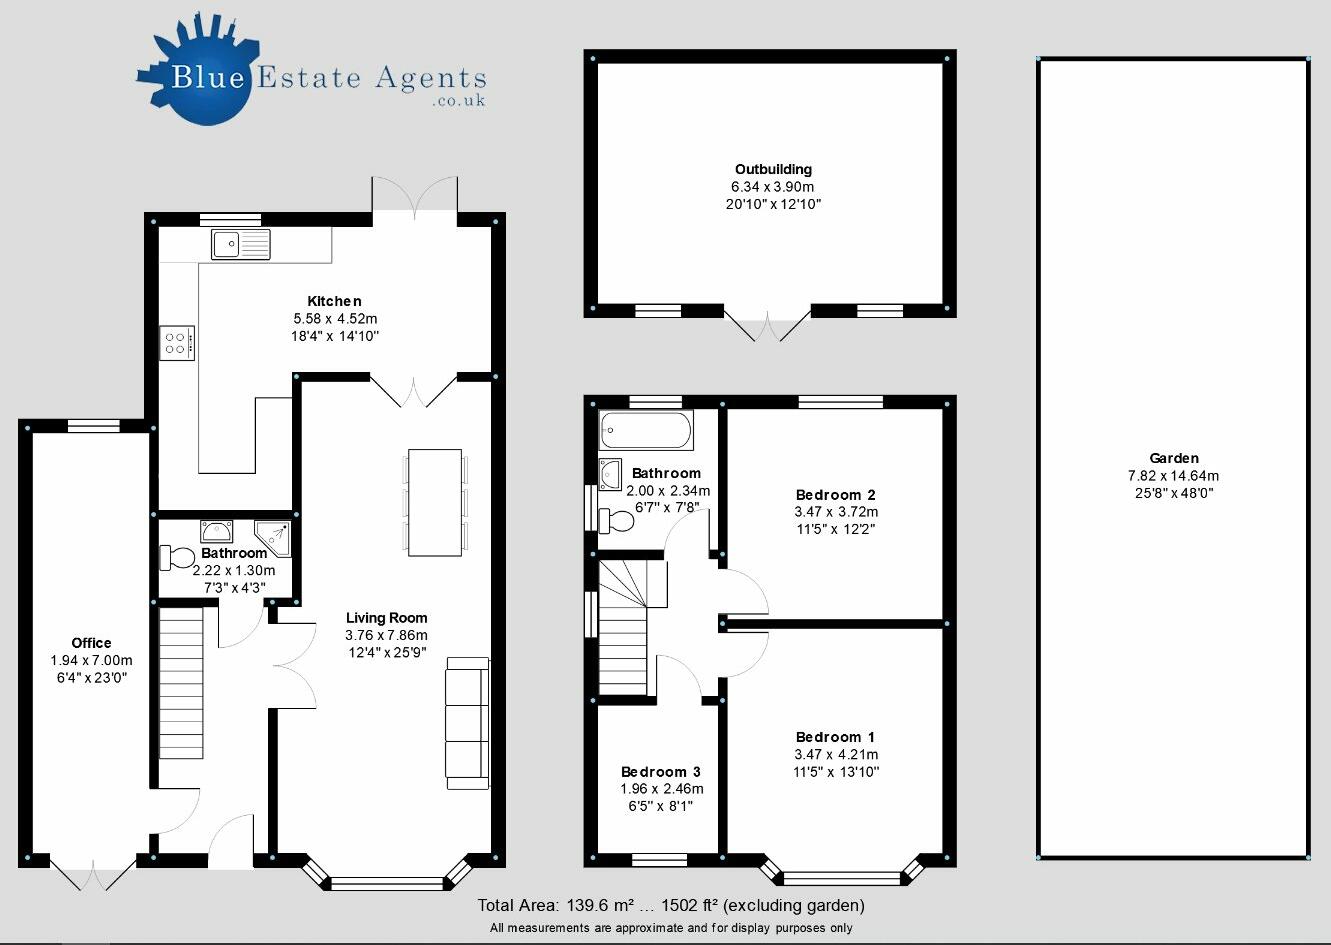 Blue Estate Agents
.co.uk
Outbuilding
6.34 x 3.90m
20'10" x 12'10"
Kitchen
5.58 x 4.52m
18'4" x 14'10"
Garden
7.82 x 14.64m
25'8" x 48'0"
Bathroom
2.00 x 2.34m
6'7" x 7'8"
Bedroom 2
3.47 x 3.72m
11'5" x 12'2"
Bathroom
2.22 x 1.30m
7'3" x 4'3"
Living Room
3.76 x 7.86m
12'4" x 25'9"
Office
1.94 x 7.00m
6'4" x 23'0"
Bedroom 1
3.47 x 4.21m
11'5" x 13'10"
Bedroom 3
1.96 x 2.46m
6'5" x 8'1"
Total Area: 139.6 m² ... 1502 ft² (excluding garden)
All measurements are approximate and for display purposes only